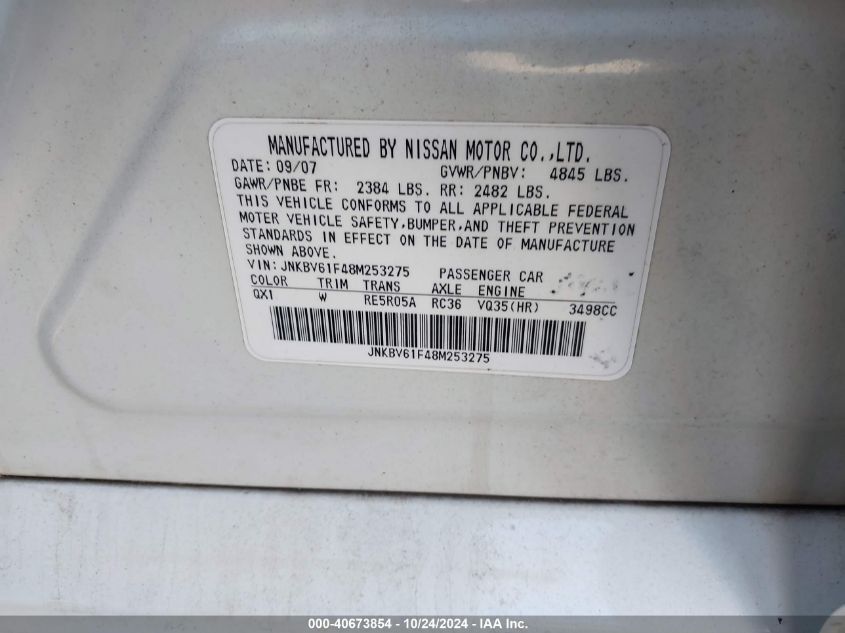 MANUFACTURED BY NISSAN MOTOR CO.,LTD.
DATE: 09/07 GVWR/PNBV: 4845 LBS.
GAWR/PNBE FR: 2384 LBS. RR: 2482 LBS.
THIS VEHICLE CONFORMS TO ALL APPLICABLE FEDERAL
MOTER VEHICLE SAFETY,BUMPER,AND THEFT PREVENTION
STANDARDS IN EFFECT ON THE DATE OF MANUFACTURE
SHOWN ABOVE.
VIN: JNKBV61F48M253275 PASSENGER CAR
COLOR TRIM TRANS AXLE ENGINE
QX1 W RE5R05A RC36 VQ35(HR) 3498CC
JNKBV61F48M253275
000-40673854 / 10/24/2024 - IAA Inc.